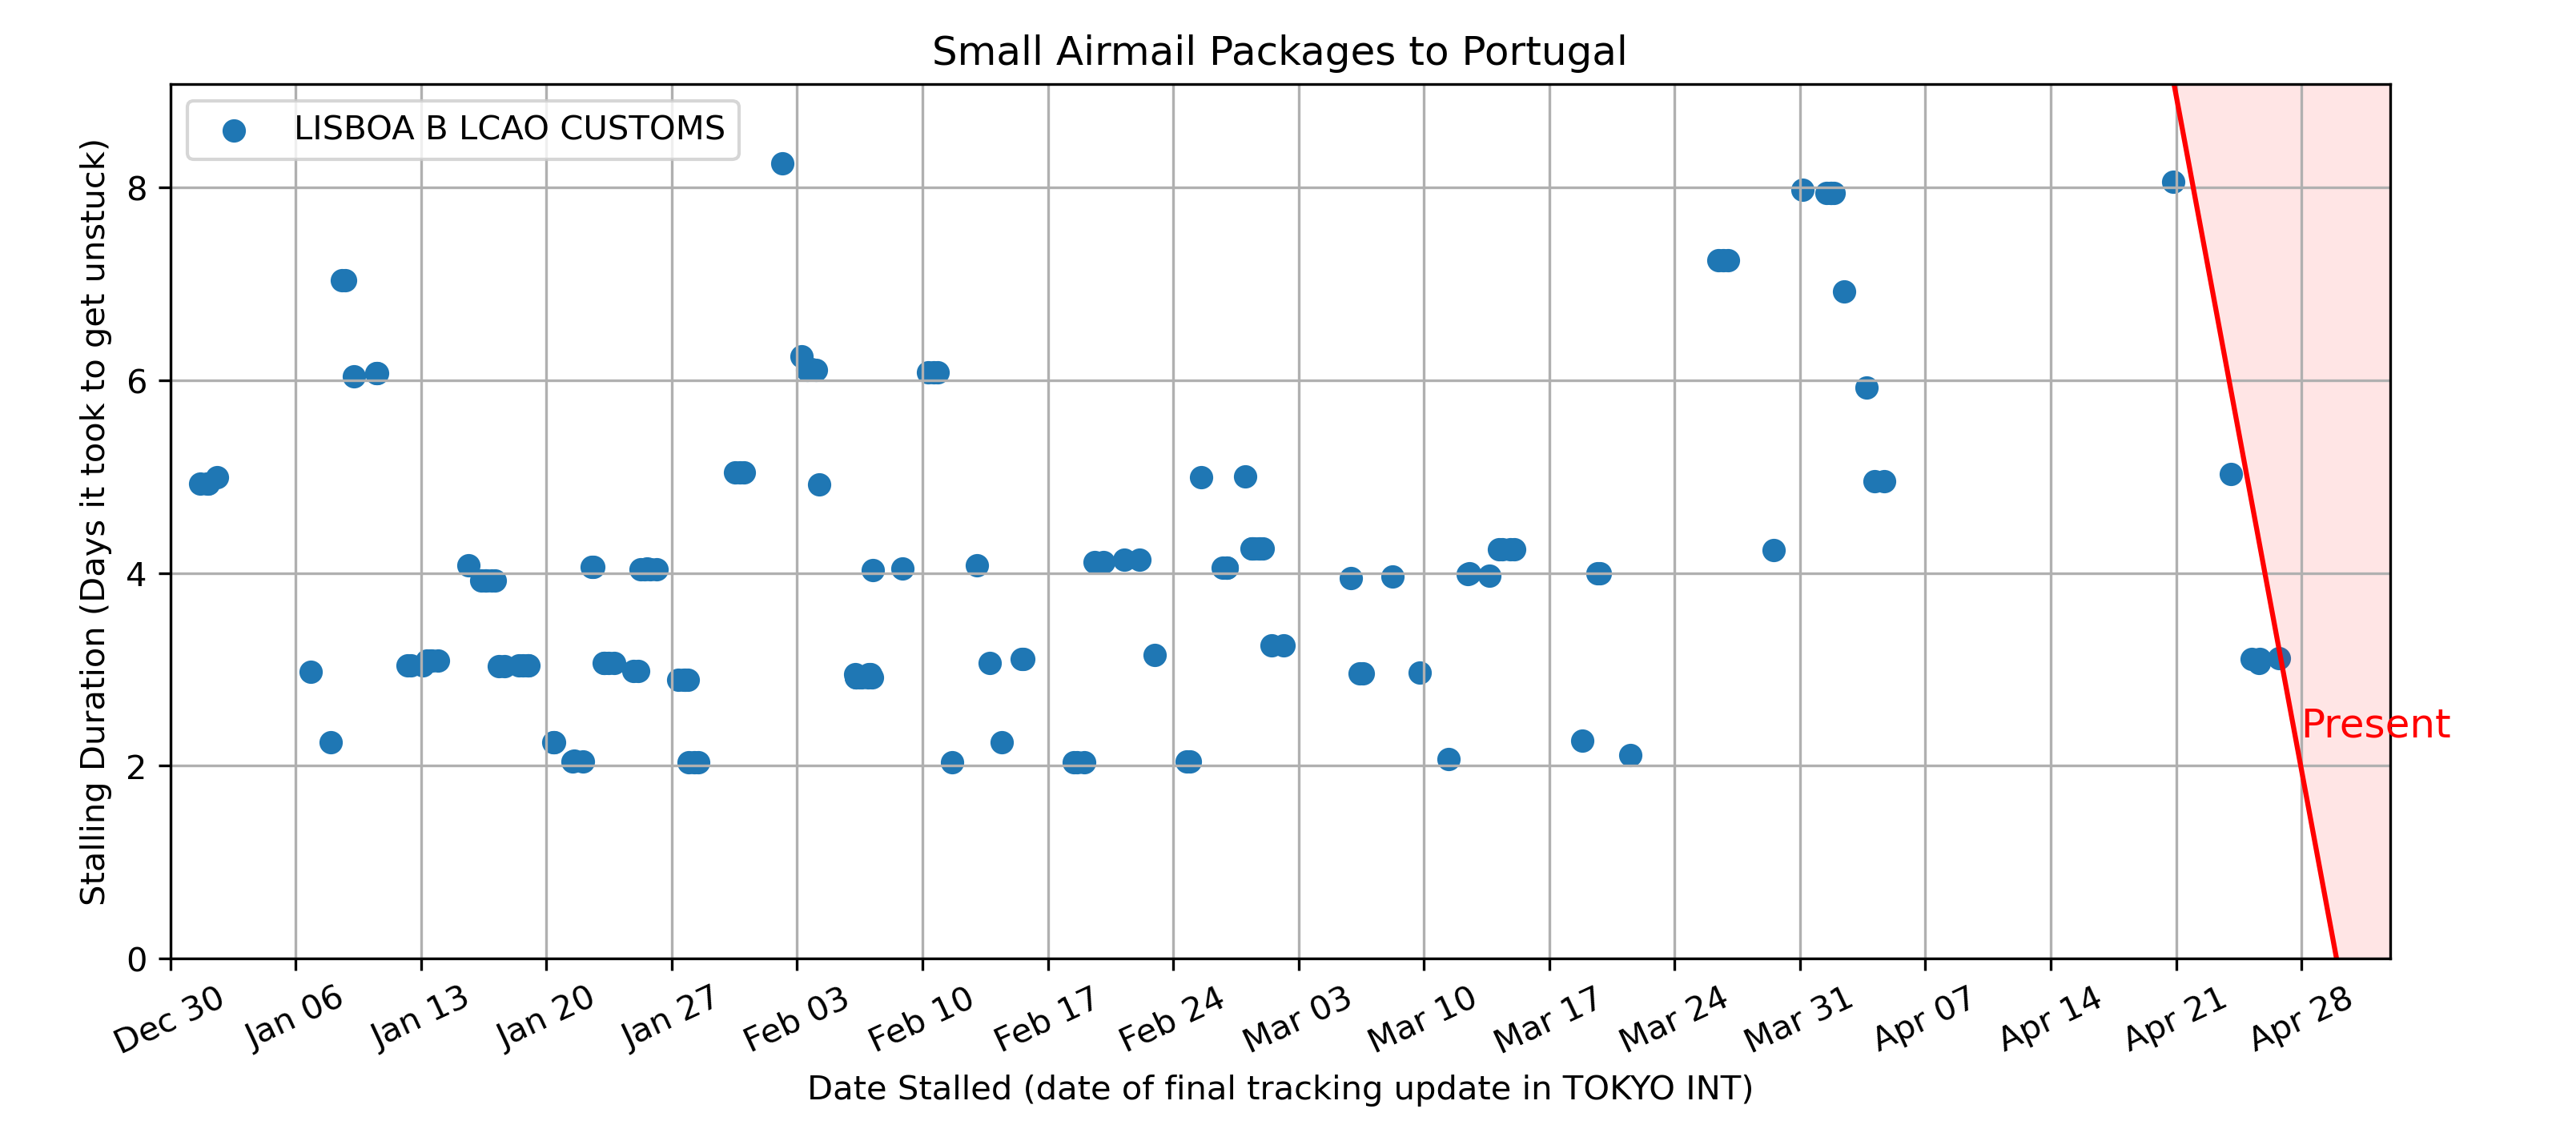 Small Airmail Packages to Portugal
LISBOA B LCAO CUSTOMS
Stalling Duration (Days it took to get unstuck)
8
6
4
2
0
Present
Dec 30
Jan 06
Jan 13
Jan 20
Jan 27
Feb 03
Feb 10
Feb 17
Feb 24
Mar 03
Mar 10
Mar 17
Mar 24
Mar 31
Apr 07
Apr 14
Apr 21
Apr 28
Date Stalled (date of final tracking update in TOKYO INT)